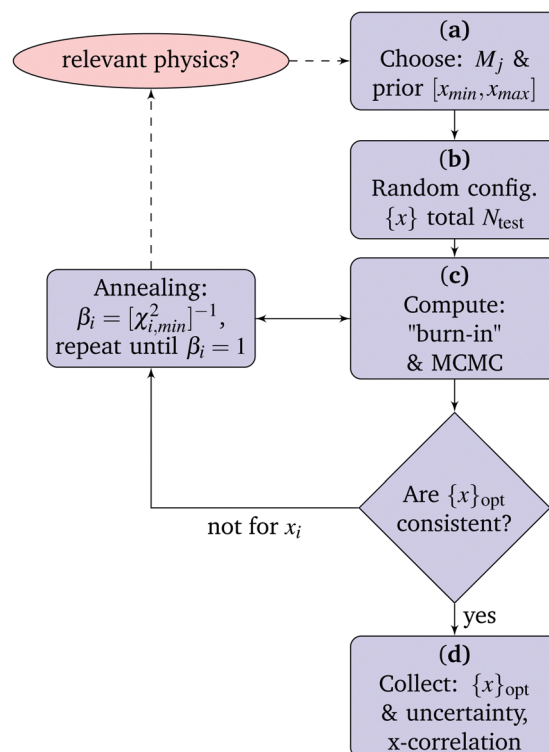 relevant physics?
(a)
Choose: M_j &
prior [x_min, x_max]
(b)
Random config.
{x} total N_test
Annealing:
β_i = [χ²_{i,min}]⁻¹,
repeat until β_i = 1
(c)
Compute:
"burn-in"
& MCMC
Are {x}_opt
consistent?
not for x_i
yes
(d)
Collect: {x}_opt
& uncertainty,
x-correlation